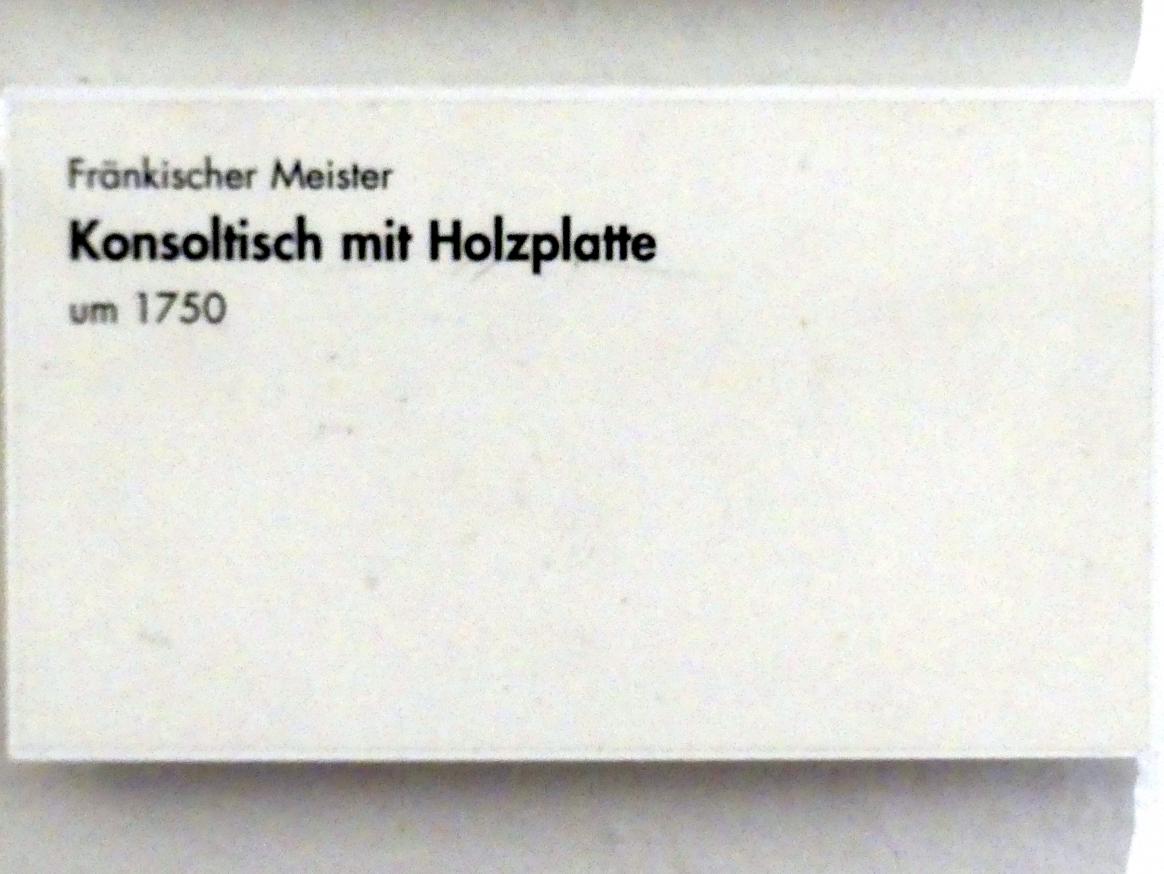 Fränkischer Meister
Konsoltisch mit Holzplatte
um 1750